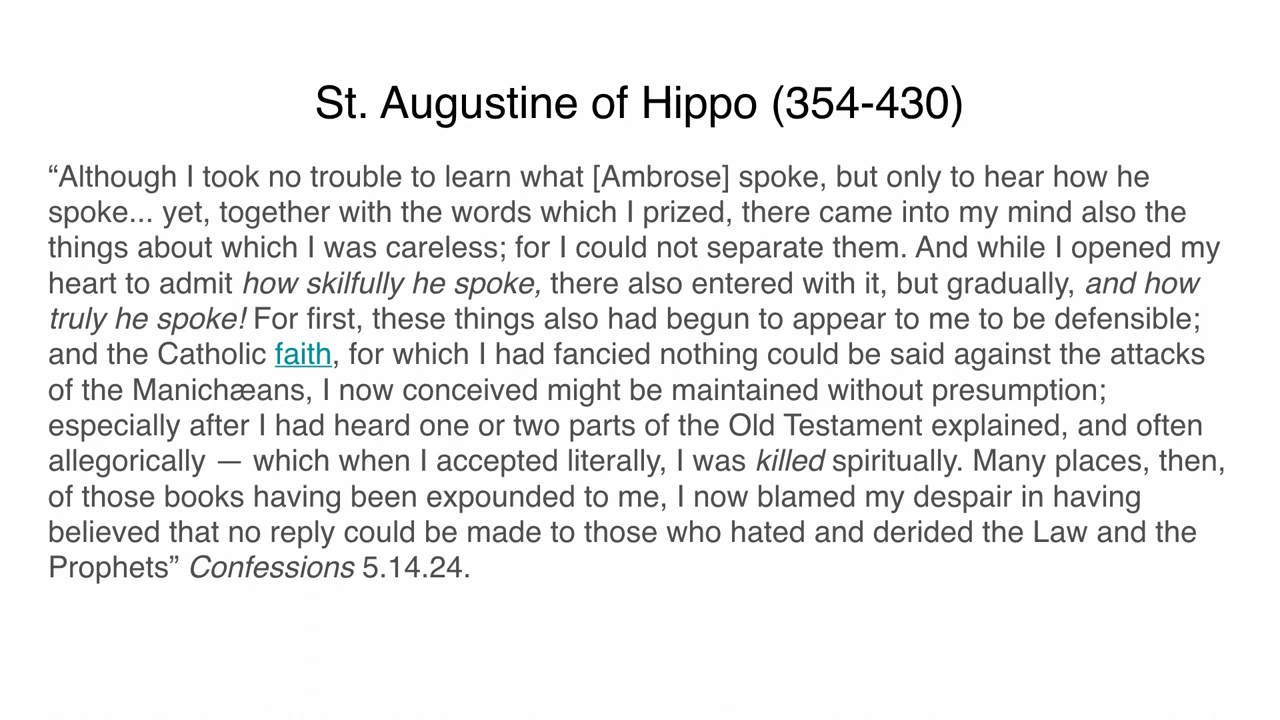 St. Augustine of Hippo (354-430)
“Although I took no trouble to learn what [Ambrose] spoke, but only to hear how he
spoke... yet, together with the words which I prized, there came into my mind also the
things about which I was careless; for I could not separate them. And while I opened my
heart to admit how skilfully he spoke, there also entered with it, but gradually, and how
truly he spoke! For first, these things also had begun to appear to me to be defensible;
and the Catholic faith, for which I had fancied nothing could be said against the attacks
of the Manichæans, I now conceived might be maintained without presumption;
especially after I had heard one or two parts of the Old Testament explained, and often
allegorically — which when I accepted literally, I was killed spiritually. Many places, then,
of those books having been expounded to me, I now blamed my despair in having
believed that no reply could be made to those who hated and derided the Law and the
Prophets” Confessions 5.14.24.